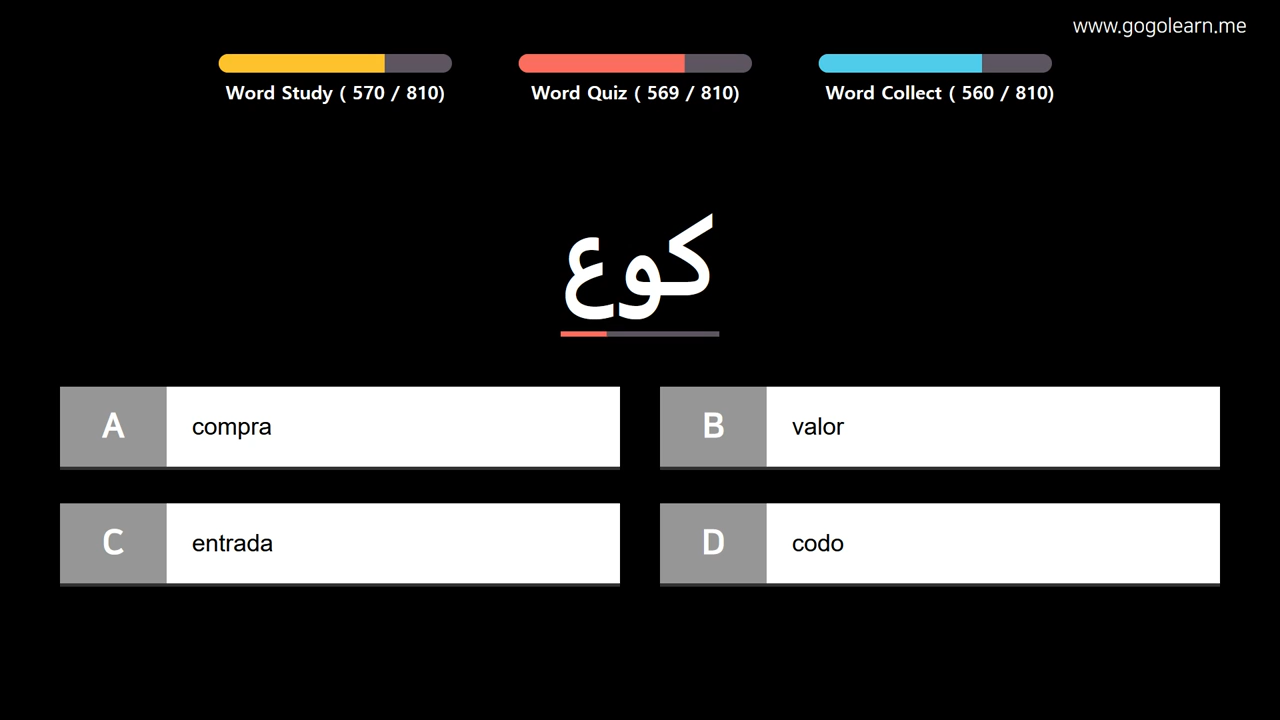 www.gogolearn.me
Word Study ( 570 / 810)
Word Quiz ( 569 / 810)
Word Collect ( 560 / 810)
كوع
A compra
B valor
C entrada
D codo